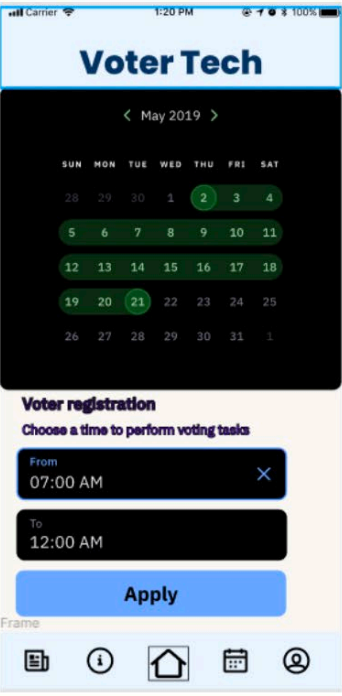 Carrier 1:20 PM 100%
Voter Tech
May 2019
SUN MON TUE WED THU FRI SAT
28 29 30 1 2 3 4
5 6 7 8 9 10 11
12 13 14 15 16 17 18
19 20 21 22 23 24 25
26 27 28 29 30 31 1
Voter registration
Choose a time to perform voting tasks
From
07:00 AM
To
12:00 AM
Apply
Frame